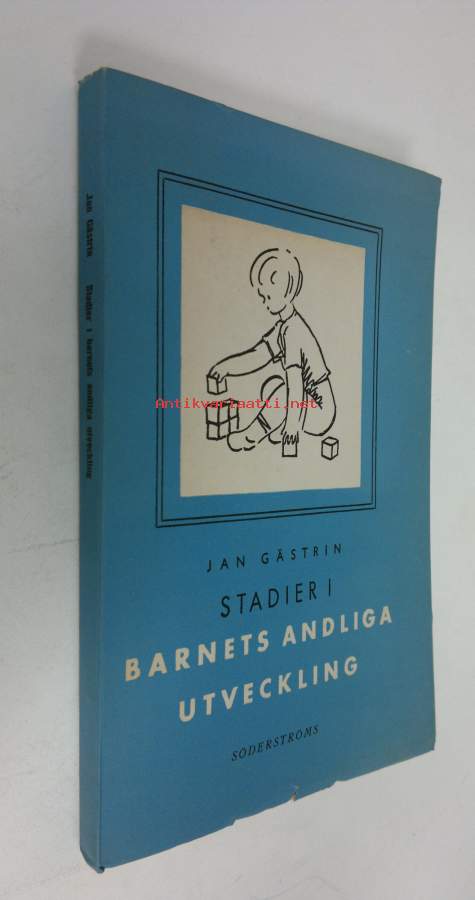 Jan Gästrin Stadier i barnets andliga utveckling
Antikvariaatti.net
JAN GÄSTRIN
STADIER I
BARNETS ANDLIGA
UTVECKLING
SÖDERSTRÖMS